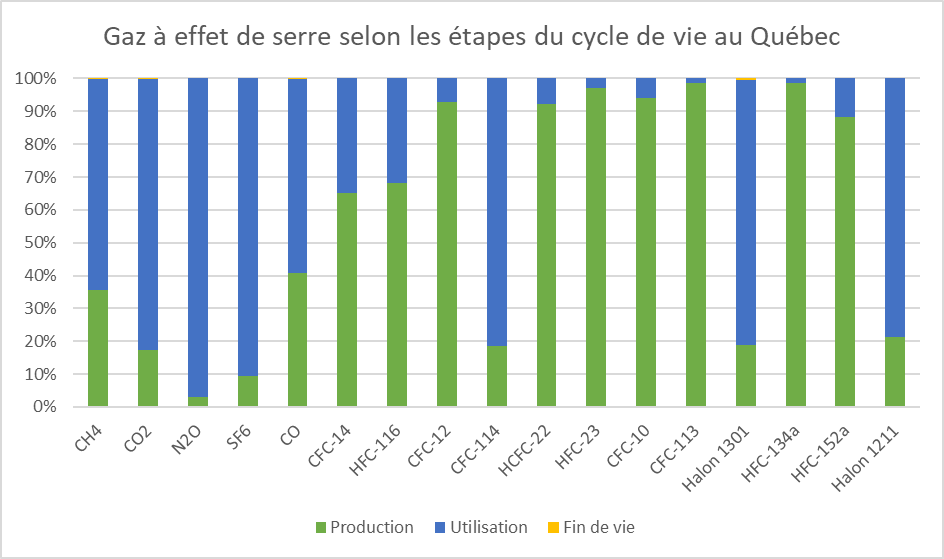 Gaz à effet de serre selon les étapes du cycle de vie au Québec
100%
90%
80%
70%
60%
50%
40%
30%
20%
10%
0%
CH4
CO2
N2O
SF6
CO
CFC-14
HFC-116
CFC-12
CFC-114
HCFC-22
HFC-23
CFC-10
CFC-113
Halon 1301
HFC-134a
HFC-152a
Halon 1211
Production
Utilisation
Fin de vie